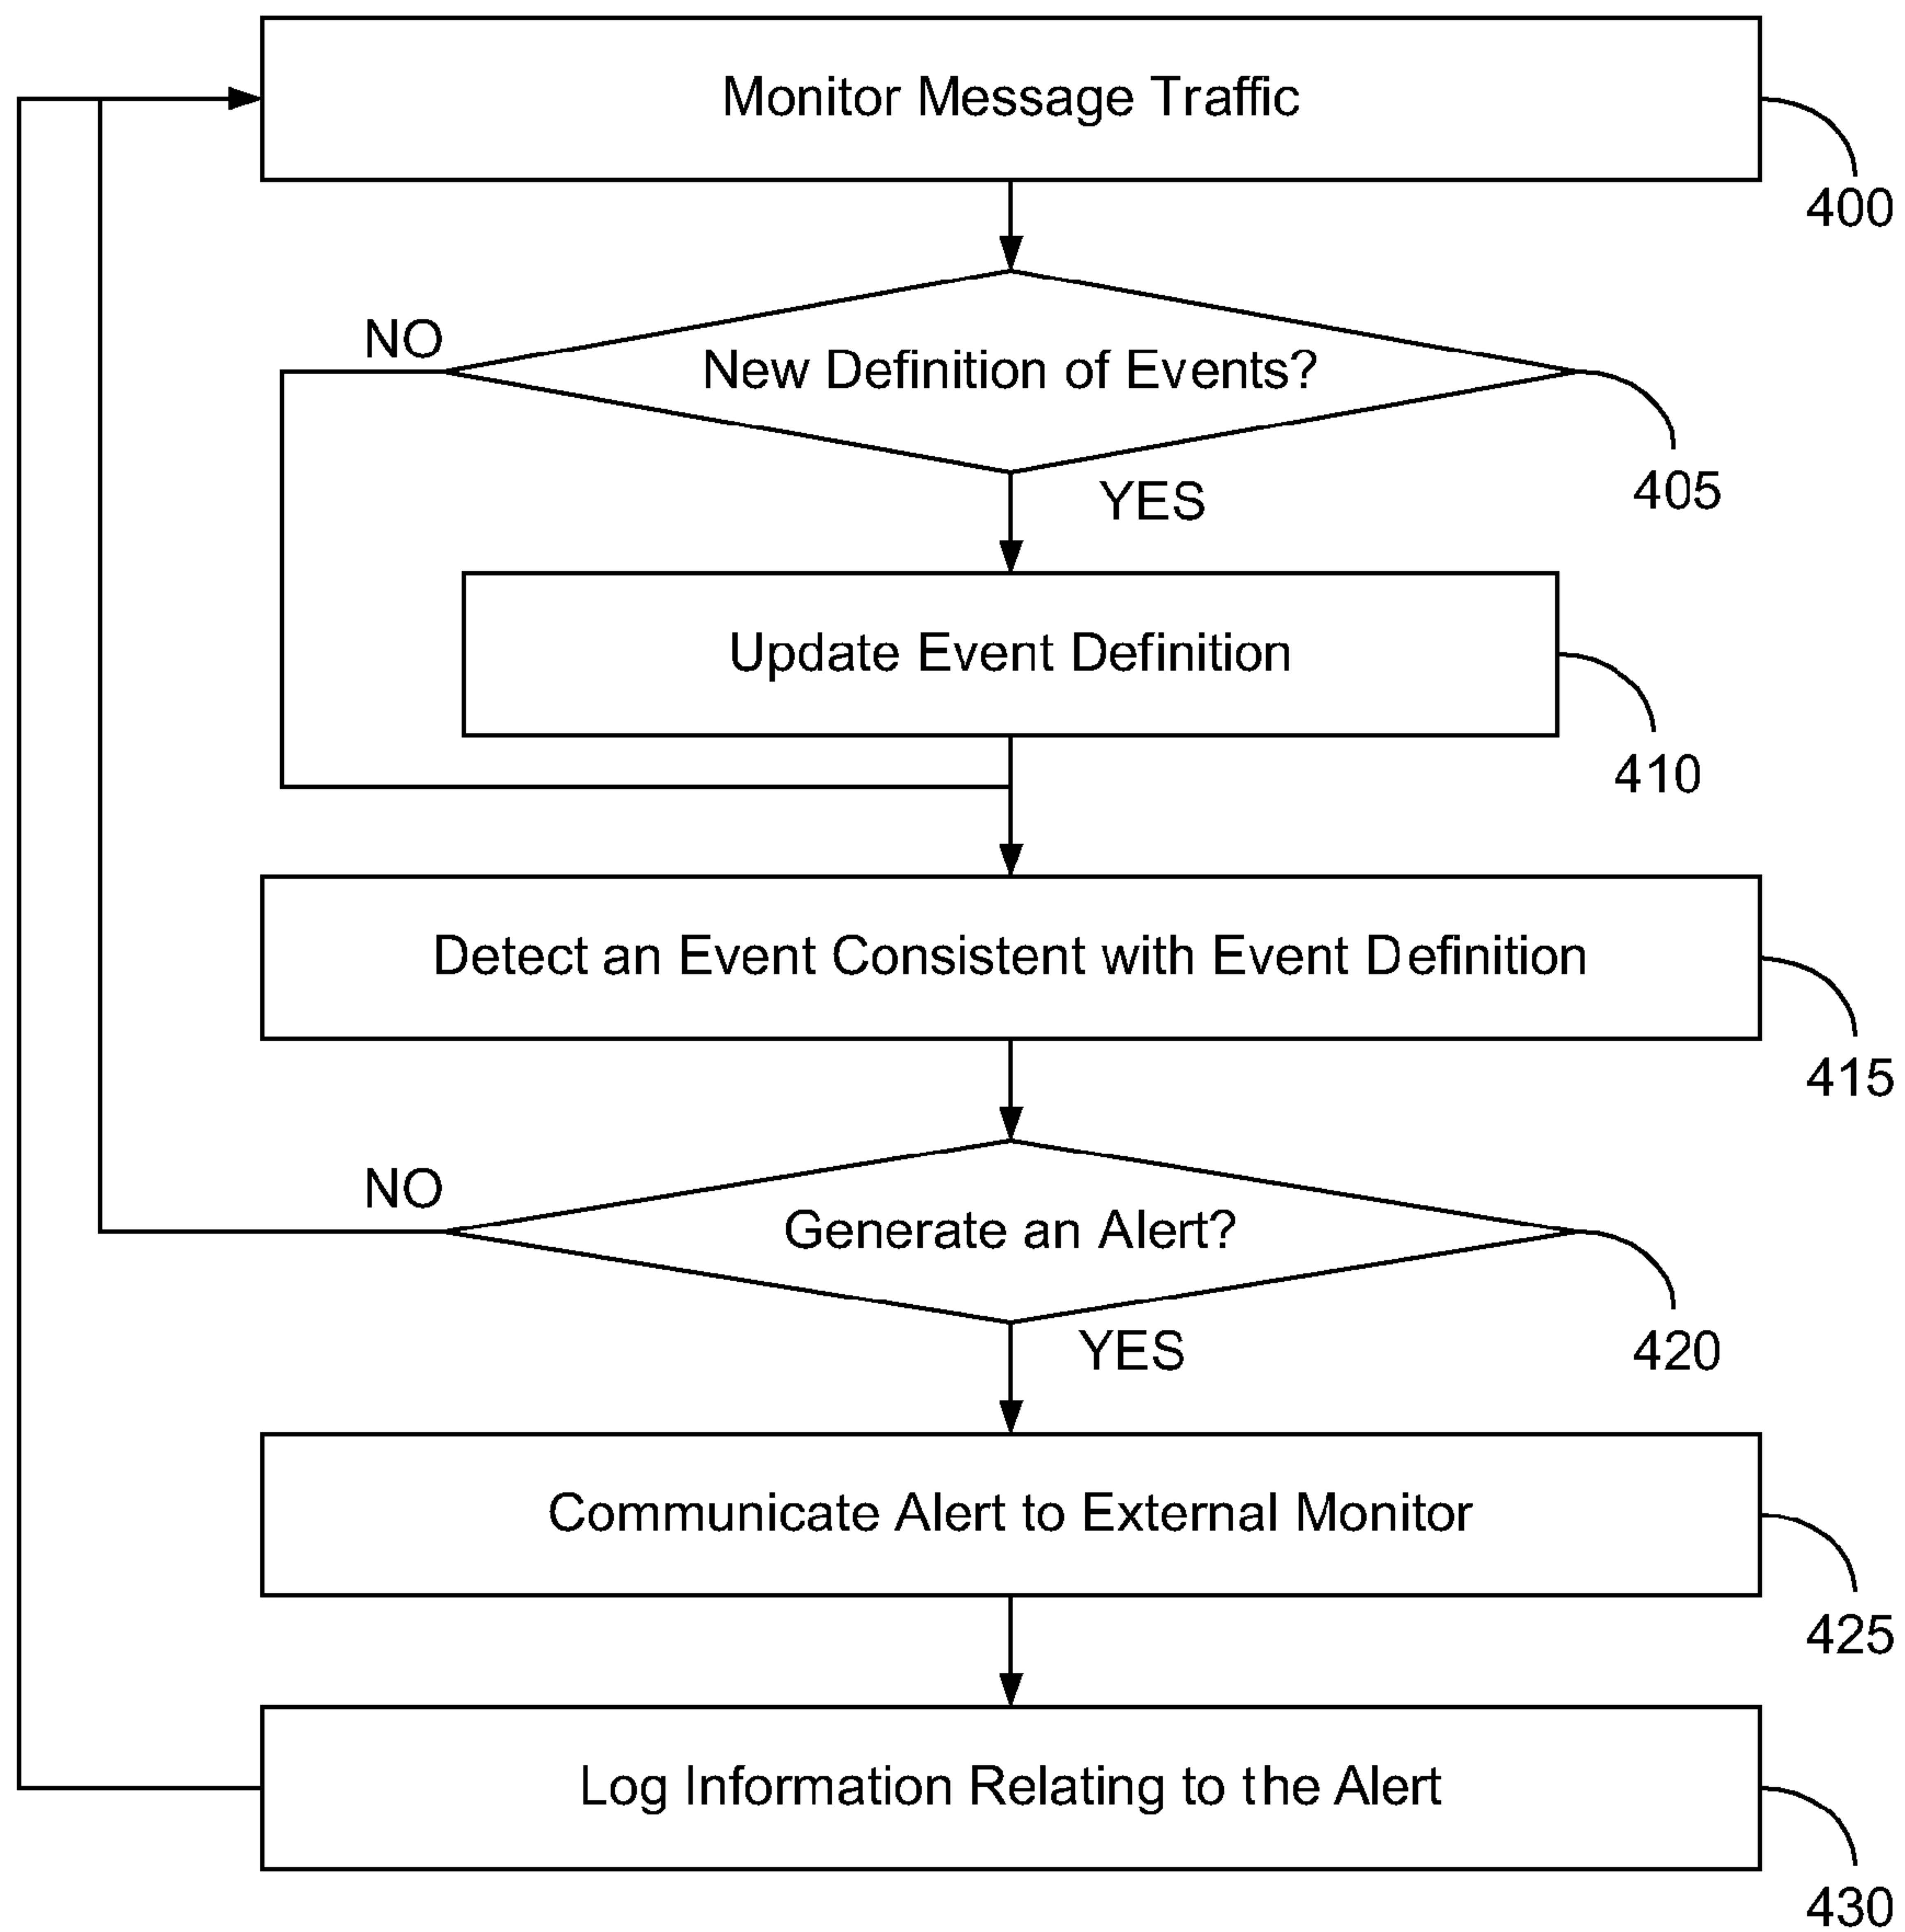 Monitor Message Traffic
400
NO
New Definition of Events?
405
YES
Update Event Definition
410
Detect an Event Consistent with Event Definition
415
NO
Generate an Alert?
420
YES
Communicate Alert to External Monitor
425
Log Information Relating to the Alert
430